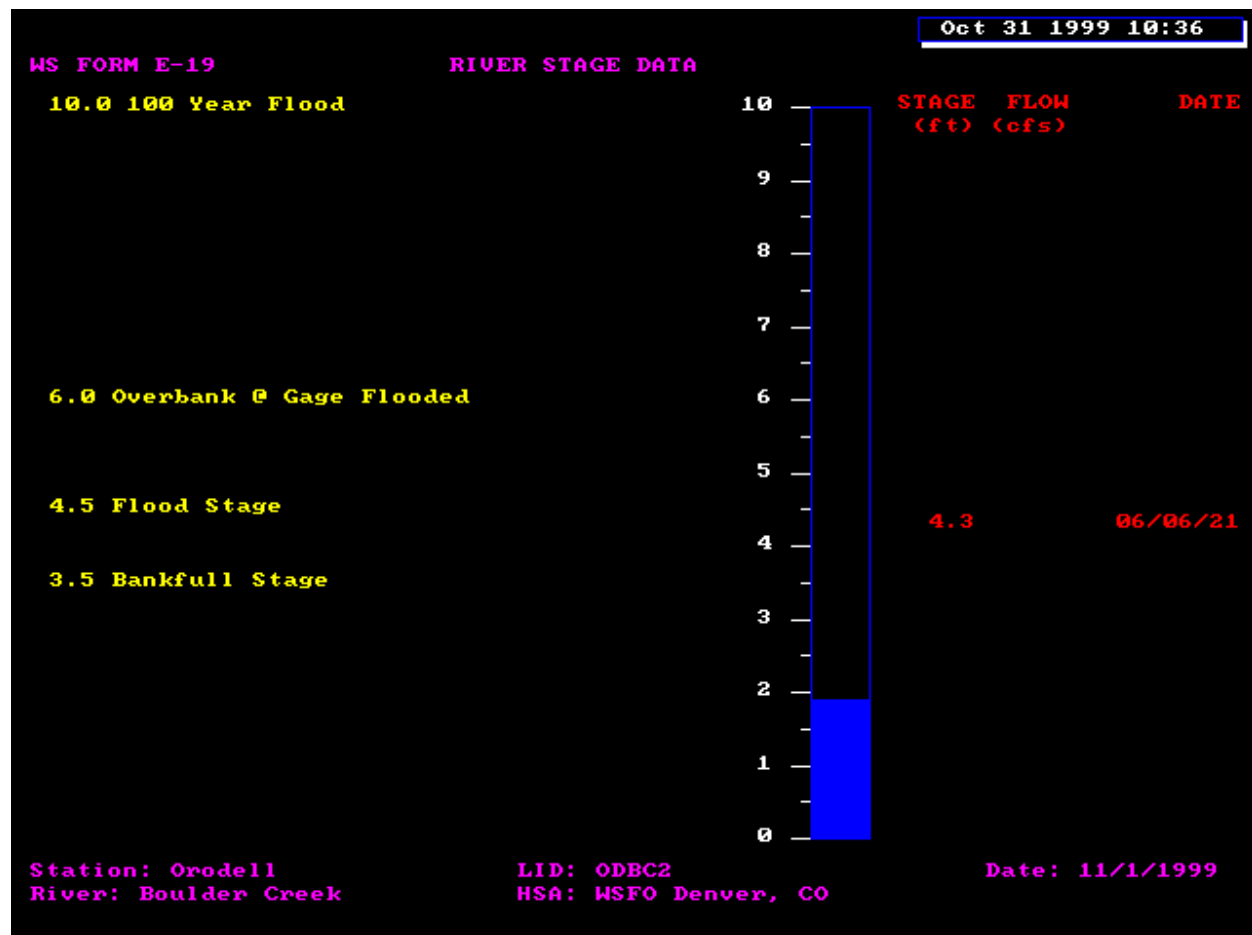 Oct 31 1999 10:36
WS FORM E-19 RIVER STAGE DATA
10.0 100 Year Flood 10 STAGE FLOW DATE
(ft) (cfs)
9
8
7
6.0 Overbank @ Gage Flooded 6
5
4.5 Flood Stage
4.3 06/06/21
4
3.5 Bankfull Stage
3
2
1
0
Station: Orodell LID: ODBC2 Date: 11/1/1999
River: Boulder Creek HSA: WSFO Denver, CO